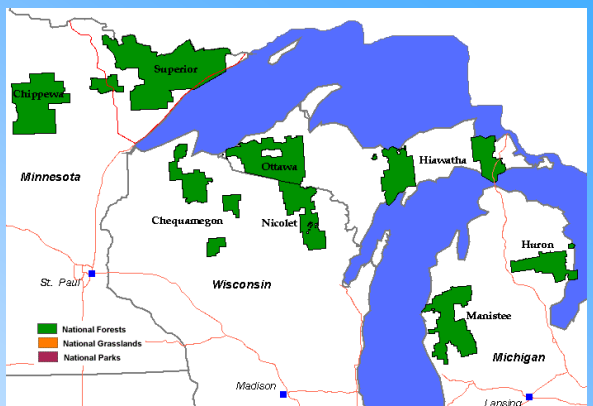 Superior
Chippewa
Hiawatha
Ottawa
Minnesota
Chequamegon
Nicolet
Huron
St. Paul
Wisconsin
Manistee
National Forests
National Grasslands
National Parks
Michigan
Madison
Lansing